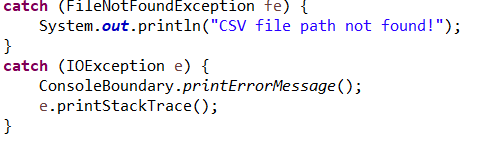 catch (FileNotFoundException fe) {
    System.out.println("CSV file path not found!");
}
catch (IOException e) {
    ConsoleBoundary.printErrorMessage();
    e.printStackTrace();
}